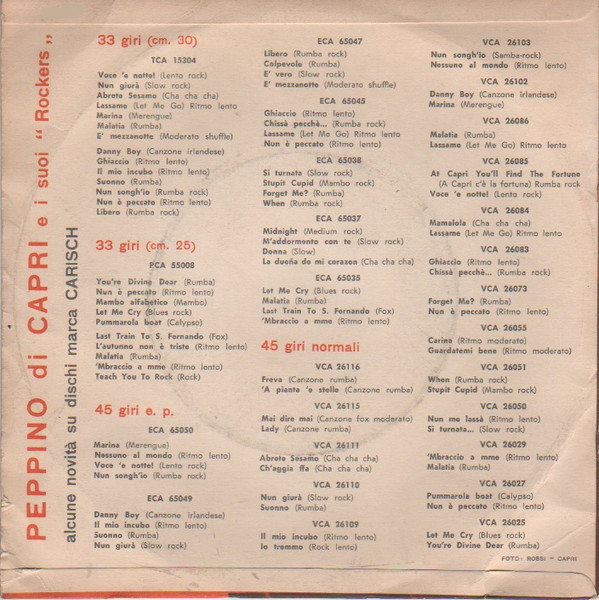 PEPPINO di CAPRI e i suoi “ Rockers „
alcune novità su dischi marca CARISCH
33 giri (cm. 30)
TCA 15304
Voce 'e notte! (Lento rock)
Nun giurà (Slow rock)
Abrete Sesamo (Cha cha cha)
Lassame (Let Me Go) Ritmo lento
Marina (Merengue)
Malatia (Rumba)
E' mezzanotte (Moderato shuffle)
Danny Boy (Canzone irlandese)
Ghiaccio (Ritmo lento)
Il mio incubo (Ritmo lento)
Suonno (Rumba)
Nun songh'io (Rumba rock)
Nun è peccato (Ritmo lento)
Libero (Rumba rock)
33 giri (cm. 25)
PCA 55008
You're Divine Dear (Rumba)
Nun è peccato (Ritmo lento)
Mambo alfabetico (Mambo)
Let Me Cry (Blues rock)
Pummarola boat (Calypso)
Last Train To S. Fernando (Fox)
L'autunno non è triste (Ritmo lento)
Malatia (Rumba)
'Mbraccio a mme (Ritmo lento)
Teach You To Rock (Rock)
45 giri e. p.
ECA 65050
Marina (Merengue)
Nessuno al mondo (Ritmo lento)
Voce 'e notte! (Lento rock)
Nun songh'io (Rumba rock)
ECA 65049
Danny Boy (Canzone irlandese)
Il mio incubo (Ritmo lento)
Suonno (Rumba)
Nun giurà (Slow rock)
ECA 65047
Libero (Rumba rock)
Colpevole (Rumba)
E' vero (Slow rock)
E' mezzanotte (Moderato shuffle)
ECA 65045
Ghiaccio (Ritmo lento)
Chissà pecchè... (Rumba rock)
Lassame (Let Me Go) Ritmo lento
Nun è peccato (Ritmo lento)
ECA 65038
Si turnata (Slow rock)
Stupit Cupid (Mambo rock)
Forget Me? (Rumba)
When (Rumba rock)
ECA 65037
Midnight (Medium rock)
M'addormento con te (Slow rock)
Donna (Slow)
La dueña de mi corazon (Cha cha cha)
ECA 65035
Let Me Cry (Blues rock)
Malatia (Rumba)
Last Train To S. Fernando (Fox)
'Mbraccio a mme (Ritmo lento)
45 giri normali
VCA 26116
Freva (Canzone rumba)
'A pianta 'e stelle (Canzone rumba)
VCA 26115
Mai dire mai (Canzone fox moderato)
Lady (Canzone rumba)
VCA 26111
Abrete Sesamo (Cha cha cha)
Ch'aggia ffa (Cha cha cha)
VCA 26110
Nun giurà (Slow rock)
Suonno (Rumba)
VCA 26109
Il mio incubo (Ritmo lento)
Io tremmo (Rock lento)
VCA 26103
Nun songh'io (Samba-rock)
Nessuno al mondo (Ritmo lento)
VCA 26102
Danny Boy (Canzone irlandese)
Marina (Merengue)
VCA 26086
Malatia (Rumba)
Lassame (Let Me Go) Ritmo lento
VCA 26085
At Capri You'll Find The Fortune
(A Capri c'è la fortuna) Rumba rock
Voce 'e notte! (Lento rock)
VCA 26084
Mamalola (Cha cha cha)
Lassame (Let Me Go) Ritmo lento
VCA 26083
Ghiaccio (Ritmo lento)
Chissà pecchè... (Rumba rock)
VCA 26073
Forget Me? (Rumba)
Nun è peccato (Ritmo lento)
VCA 26055
Carina (Ritmo moderato)
Guardatemi bene (Ritmo moderato)
VCA 26051
When (Rumba rock)
Stupit Cupid (Mambo rock)
VCA 26050
Nun me lassà (Ritmo lento)
Si turnata... (Slow rock)
VCA 26029
'Mbraccio a mme (Ritmo lento)
Malatia (Rumba)
VCA 26027
Pummarola boat (Calypso)
Nun è peccato (Ritmo lento)
VCA 26025
Let Me Cry (Blues rock)
You're Divine Dear (Rumba)
FOTO: ROSSI - CAPRI